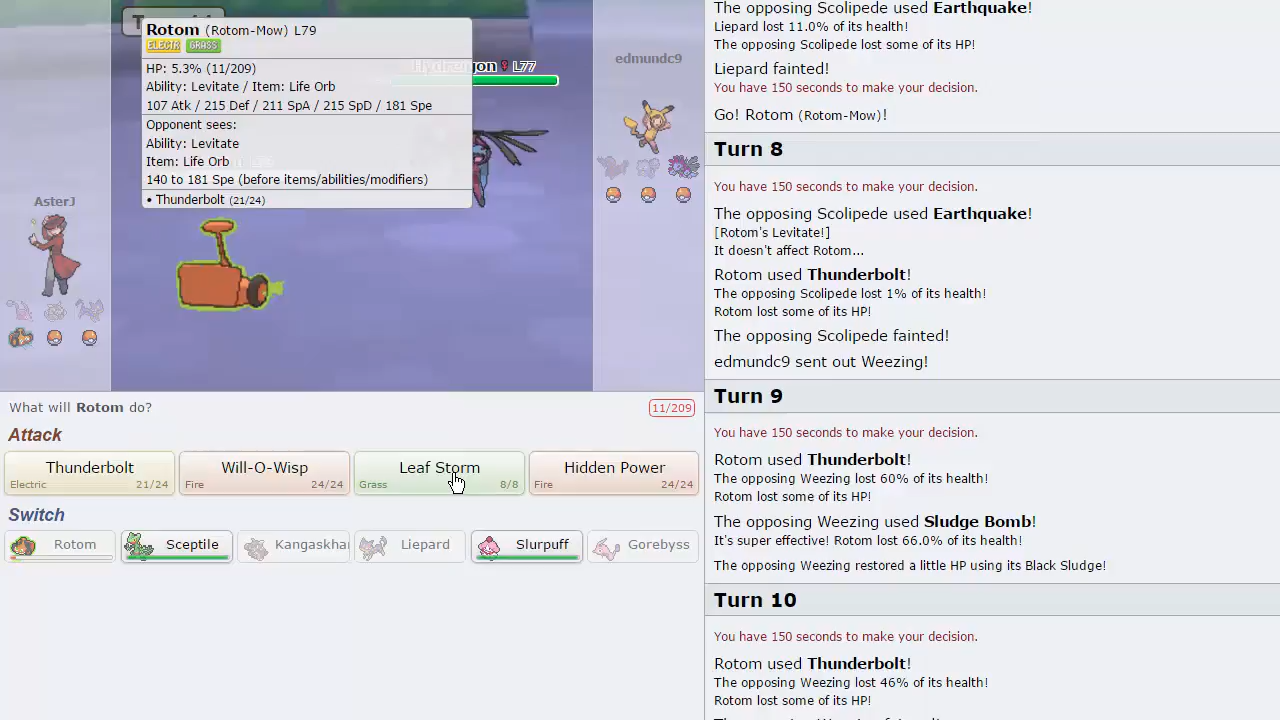 Rotom (Rotom-Mow) L79
ELECTR GRASS
HP: 5.3% (11/209)
Ability: Levitate / Item: Life Orb
107 Atk / 215 Def / 211 SpA / 215 SpD / 181 Spe
Opponent sees:
Ability: Levitate
Item: Life Orb
140 to 181 Spe (before items/abilities/modifiers)
• Thunderbolt (21/24)
L77
edmundc9
AsterJ
What will Rotom do?
11/209
Attack
Thunderbolt
Electric 21/24
Will-O-Wisp
Fire 24/24
Leaf Storm
Grass 8/8
Hidden Power
Fire 24/24
Switch
Rotom
Sceptile
Kangaskha
Liepard
Slurpuff
Gorebyss
The opposing Scolipede used Earthquake!
Liepard lost 11.0% of its health!
The opposing Scolipede lost some of its HP!
Liepard fainted!
You have 150 seconds to make your decision.
Go! Rotom (Rotom-Mow)!
Turn 8
You have 150 seconds to make your decision.
The opposing Scolipede used Earthquake!
[Rotom's Levitate!]
It doesn't affect Rotom...
Rotom used Thunderbolt!
The opposing Scolipede lost 1% of its health!
Rotom lost some of its HP!
The opposing Scolipede fainted!
edmundc9 sent out Weezing!
Turn 9
You have 150 seconds to make your decision.
Rotom used Thunderbolt!
The opposing Weezing lost 60% of its health!
Rotom lost some of its HP!
The opposing Weezing used Sludge Bomb!
It's super effective! Rotom lost 66.0% of its health!
The opposing Weezing restored a little HP using its Black Sludge!
Turn 10
You have 150 seconds to make your decision.
Rotom used Thunderbolt!
The opposing Weezing lost 46% of its health!
Rotom lost some of its HP!